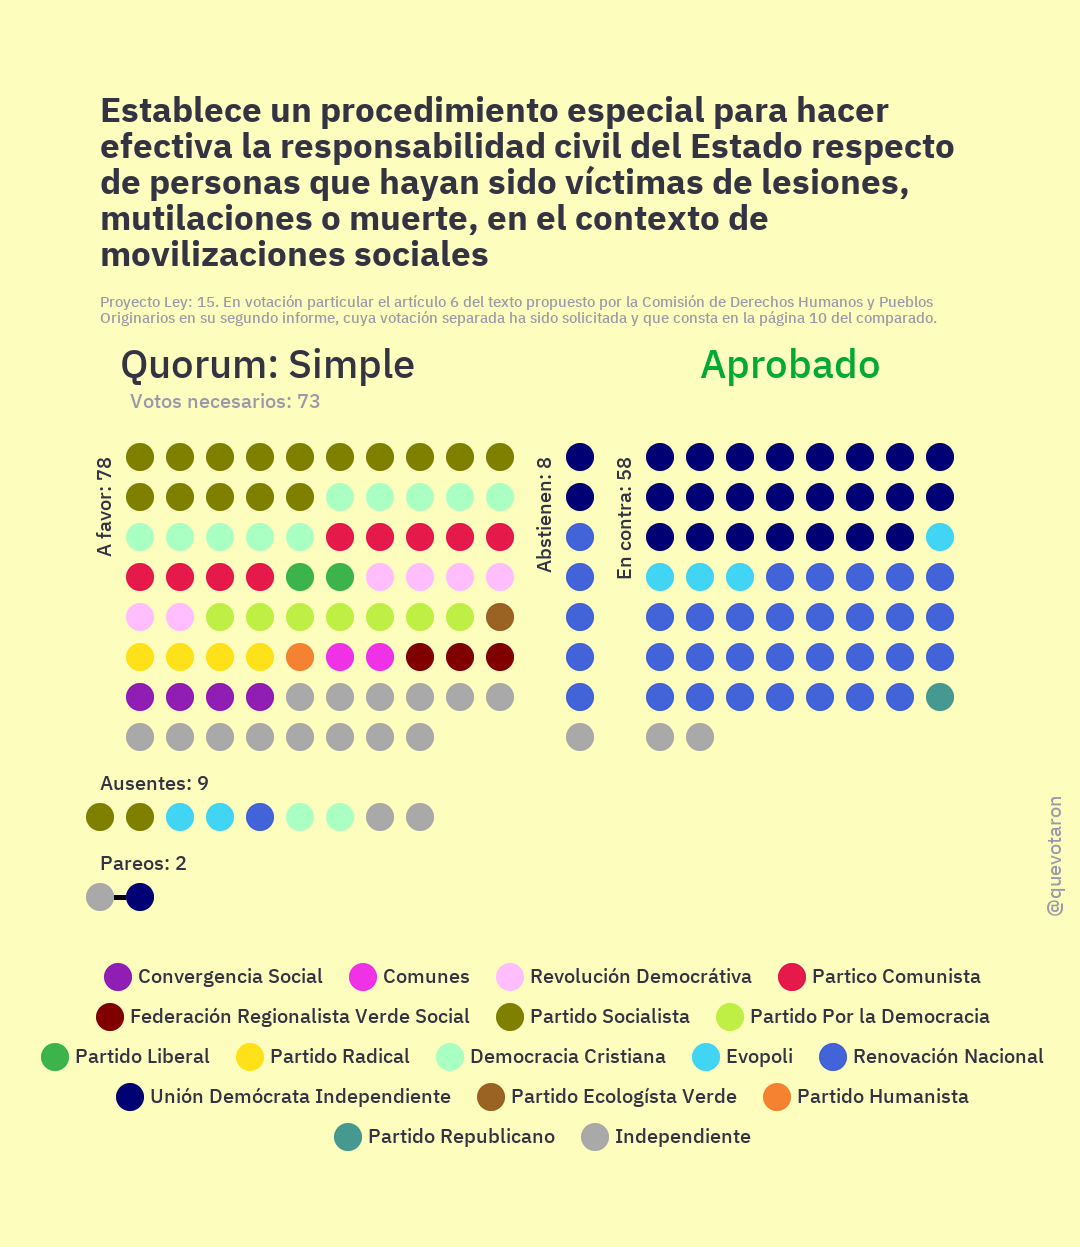 Establece un procedimiento especial para hacer
efectiva la responsabilidad civil del Estado respecto
de personas que hayan sido víctimas de lesiones,
mutilaciones o muerte, en el contexto de
movilizaciones sociales
Proyecto Ley: 15. En votación particular el artículo 6 del texto propuesto por la Comisión de Derechos Humanos y Pueblos
Originarios en su segundo informe, cuya votación separada ha sido solicitada y que consta en la página 10 del comparado.
Quorum: Simple
Aprobado
Votos necesarios: 73
A favor: 78
Abstienen: 8
En contra: 58
Ausentes: 9
Pareos: 2
@quevotaron
Convergencia Social
Comunes
Revolución Democrátiva
Partico Comunista
Federación Regionalista Verde Social
Partido Socialista
Partido Por la Democracia
Partido Liberal
Partido Radical
Democracia Cristiana
Evopoli
Renovación Nacional
Unión Demócrata Independiente
Partido Ecologísta Verde
Partido Humanista
Partido Republicano
Independiente